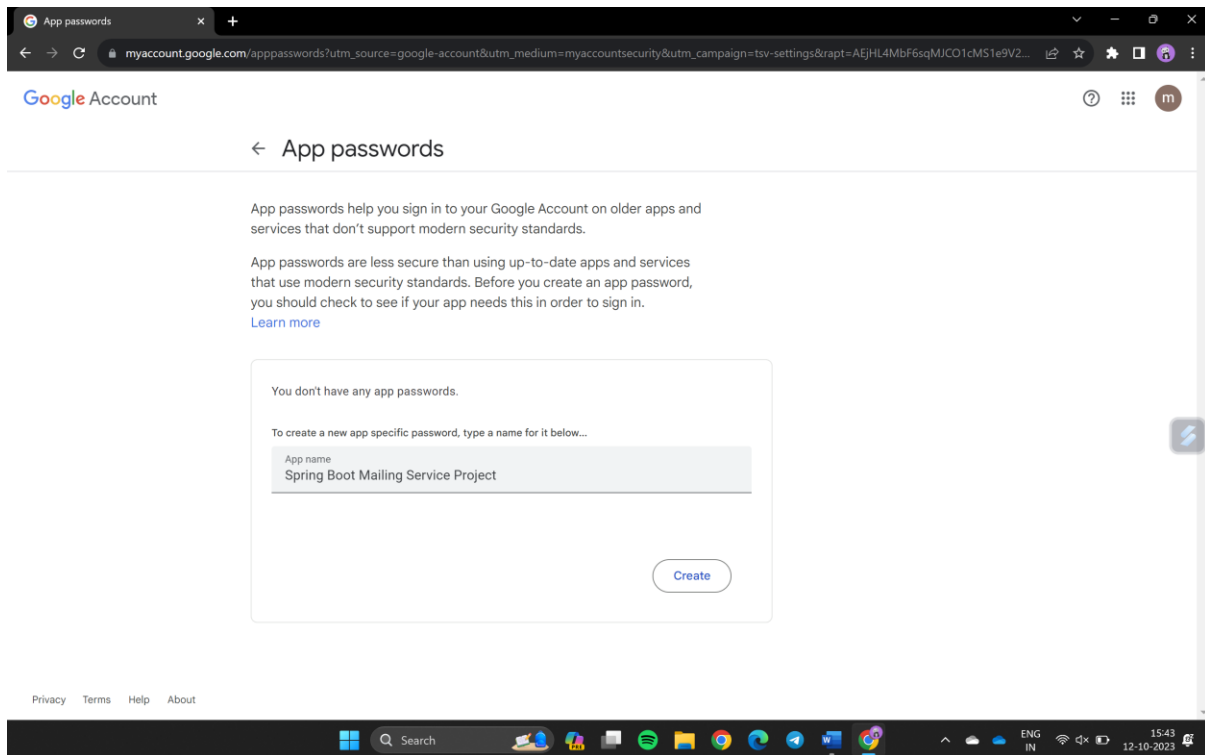 App passwords
myaccount.google.com/apppasswords?utm_source=google-account&utm_medium=myaccountsecurity&utm_campaign=tsv-settings&rapt=AEjHL4MbF6sqMJCO1cMS1e9V2...
Google Account
m
App passwords
App passwords help you sign in to your Google Account on older apps and
services that don't support modern security standards.
App passwords are less secure than using up-to-date apps and services
that use modern security standards. Before you create an app password,
you should check to see if your app needs this in order to sign in.
Learn more
You don't have any app passwords.
To create a new app specific password, type a name for it below...
App name
Spring Boot Mailing Service Project
Create
Privacy Terms Help About
Search
PRE
W
ENG
IN
15:43
12-10-2023